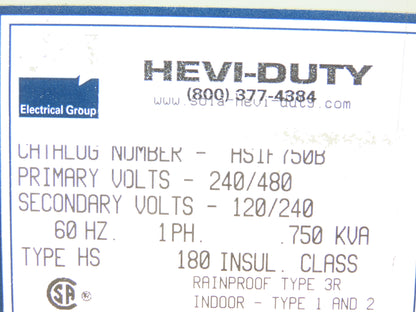 HEVI-DUTY
(800) 377-4384
www.sola-hevi-duty.com
Electrical Group
CATALOG NUMBER - HS1F750B
PRIMARY VOLTS - 240/480
SECONDARY VOLTS - 120/240
60 HZ. 1PH. .750 KVA
TYPE HS 180 INSUL. CLASS
RAINPROOF TYPE 3R
INDOOR - TYPE 1 AND 2
SA ®